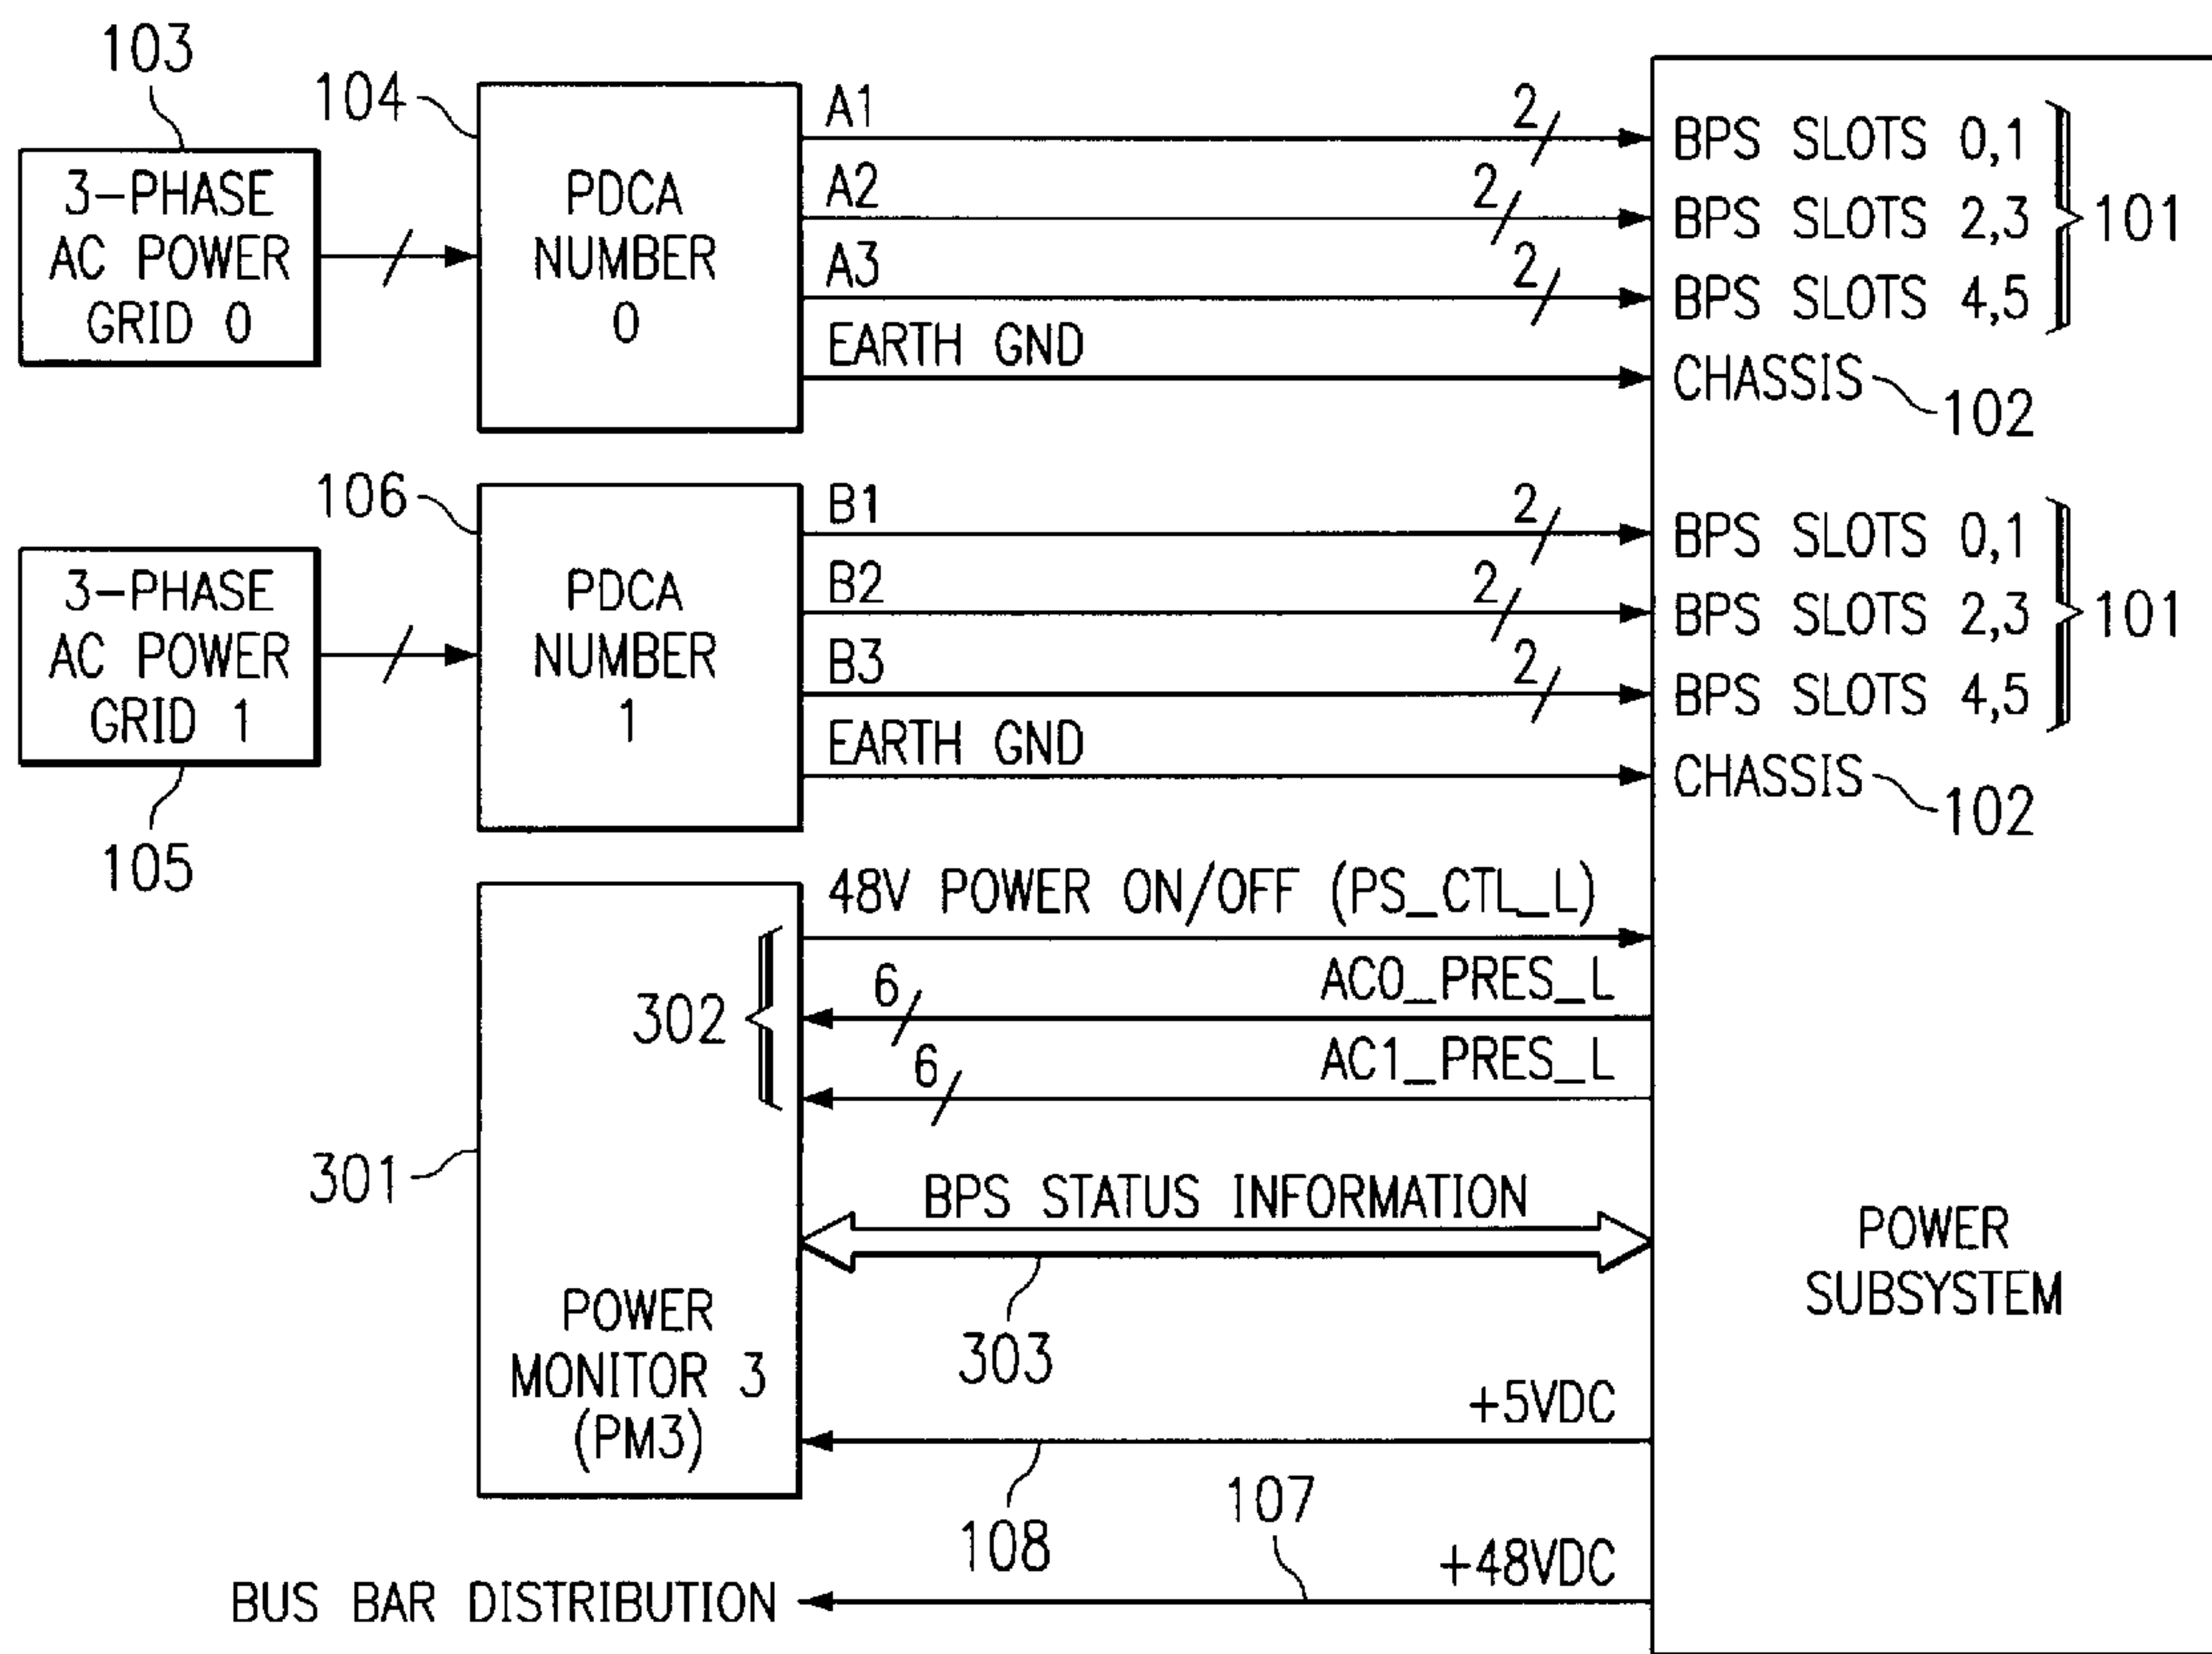 103
3-PHASE
AC POWER
GRID 0
104
PDCA
NUMBER
0
A1
2
BPS SLOTS 0,1
A2
2
BPS SLOTS 2,3
101
A3
2
BPS SLOTS 4,5
EARTH GND
CHASSIS
102
106
3-PHASE
AC POWER
GRID 1
105
PDCA
NUMBER
1
B1
2
BPS SLOTS 0,1
B2
2
BPS SLOTS 2,3
101
B3
2
BPS SLOTS 4,5
EARTH GND
CHASSIS
102
48V POWER ON/OFF (PS_CTL_L)
302
6
AC0_PRES_L
6
AC1_PRES_L
301
BPS STATUS INFORMATION
303
POWER
MONITOR 3
(PM3)
POWER
SUBSYSTEM
+5VDC
108
107
+48VDC
BUS BAR DISTRIBUTION